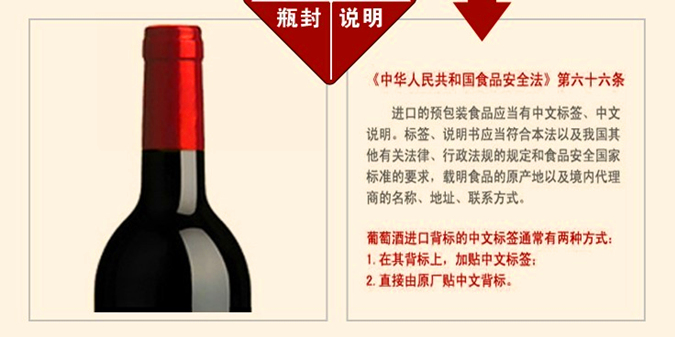 瓶封 说明
《中华人民共和国食品安全法》第六十六条
进口的预包装食品应当有中文标签、中文
说明。标签、说明书应当符合本法以及我国其
他有关法律、行政法规的规定和食品安全国家
标准的要求，载明食品的原产地以及境内代理
商的名称、地址、联系方式。
葡萄酒进口背标的中文标签通常有两种方式：
1.在其背标上，加贴中文标签；
2.直接由原厂贴中文背标。